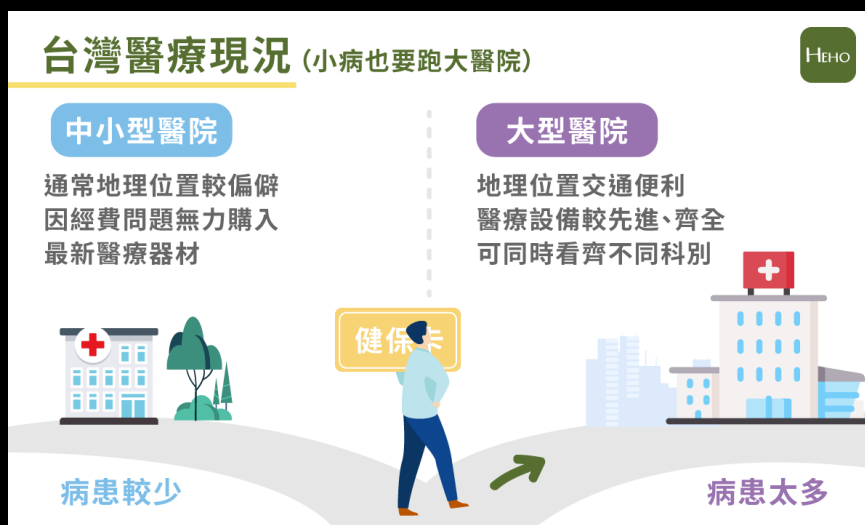 台灣醫療現況(小病也要跑大醫院)
HEHO
中小型醫院
通常地理位置較偏僻
因經費問題無力購入
最新醫療器材
大型醫院
地理位置交通便利
醫療設備較先進、齊全
可同時看齊不同科別
健保卡
病患較少
病患太多